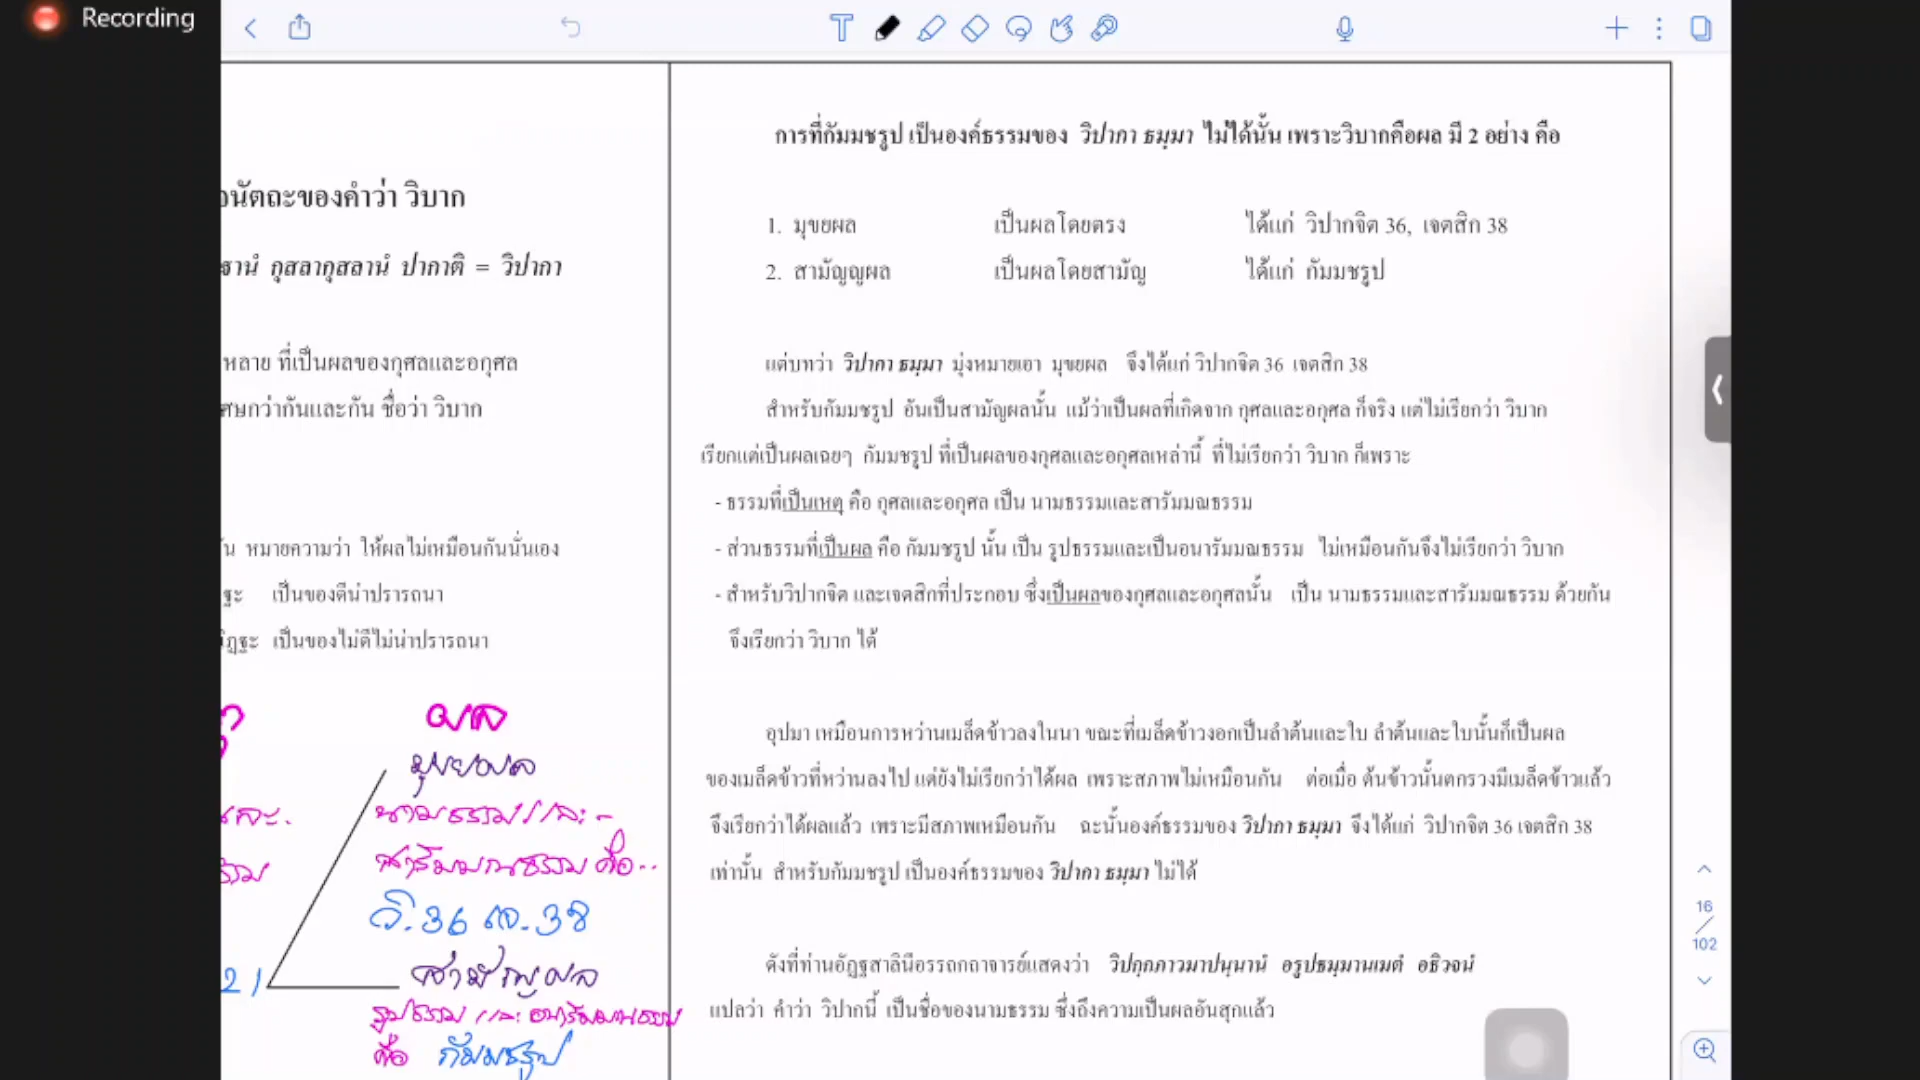 Recording
วนัตถะของคำว่า วิบาก
กุสลากุสลานํ ปากาติ = วิปากา
หลาย ที่เป็นผลของกุศลและอกุศล
กว่ากันและกัน ชื่อว่า วิบาก
หมายความว่า ให้ผลไม่เหมือนกันนั่นเอง
เป็นของดีน่าปรารถนา
เป็นของไม่ดีไม่น่าปรารถนา
ผล
มุขยผล
นามธรรมและ-
สารัมมณธรรม คือ..
วิ.36 เจ.38
21
สามัญญผล
รูปธรรม และ อนารัมมณธรรม
คือ กัมมชรูป
การที่กัมมชรูป เป็นองค์ธรรมของ วิปากา ธมฺมา ไม่ได้นั้น เพราะวิบากคือผล มี 2 อย่าง คือ
1. มุขยผล เป็นผลโดยตรง ได้แก่ วิปากจิต 36, เจตสิก 38
2. สามัญญผล เป็นผลโดยสามัญ ได้แก่ กัมมชรูป
แต่บทว่า วิปากา ธมฺมา มุ่งหมายเอา มุขยผล จึงได้แก่ วิปากจิต 36 เจตสิก 38
สำหรับกัมมชรูป อันเป็นสามัญผลนั้น แม้ว่าเป็นผลที่เกิดจาก กุศลและอกุศล ก็จริง แต่ไม่เรียกว่า วิบาก
เรียกแต่เป็นผลเฉยๆ กัมมชรูป ที่เป็นผลของกุศลและอกุศลเหล่านี้ ที่ไม่เรียกว่า วิบาก ก็เพราะ
- ธรรมที่เป็นเหตุ คือ กุศลและอกุศล เป็น นามธรรมและสารัมมณธรรม
- ส่วนธรรมที่เป็นผล คือ กัมมชรูป นั้น เป็น รูปธรรมและเป็นอนารัมมณธรรม ไม่เหมือนกันจึงไม่เรียกว่า วิบาก
- สำหรับวิปากจิต และเจตสิกที่ประกอบ ซึ่งเป็นผลของกุศลและอกุศลนั้น เป็น นามธรรมและสารัมมณธรรม ด้วยกัน
จึงเรียกว่า วิบาก ได้
อุปมา เหมือนการหว่านเมล็ดข้าวลงในนา ขณะที่เมล็ดข้าวงอกเป็นลำต้นและใบ ลำต้นและใบนั้นก็เป็นผล
ของเมล็ดข้าวที่หว่านลงไป แต่ยังไม่เรียกว่าได้ผล เพราะสภาพไม่เหมือนกัน ต่อเมื่อ ต้นข้าวนั้นตกรวงมีเมล็ดข้าวแล้ว
จึงเรียกว่าได้ผลแล้ว เพราะมีสภาพเหมือนกัน ฉะนั้นองค์ธรรมของ วิปากา ธมฺมา จึงได้แก่ วิปากจิต 36 เจตสิก 38
เท่านั้น สำหรับกัมมชรูป เป็นองค์ธรรมของ วิปากา ธมฺมา ไม่ได้
ดังที่ท่านอัฏฐสาลินีอรรถกถาจารย์แสดงว่า วิปกฺกภาวมาปนฺนานํ อรูปธมฺมานเมตํ อธิวจนํ
แปลว่า คำว่า วิปากนี้ เป็นชื่อของนามธรรม ซึ่งถึงความเป็นผลอันสุกแล้ว
16
102